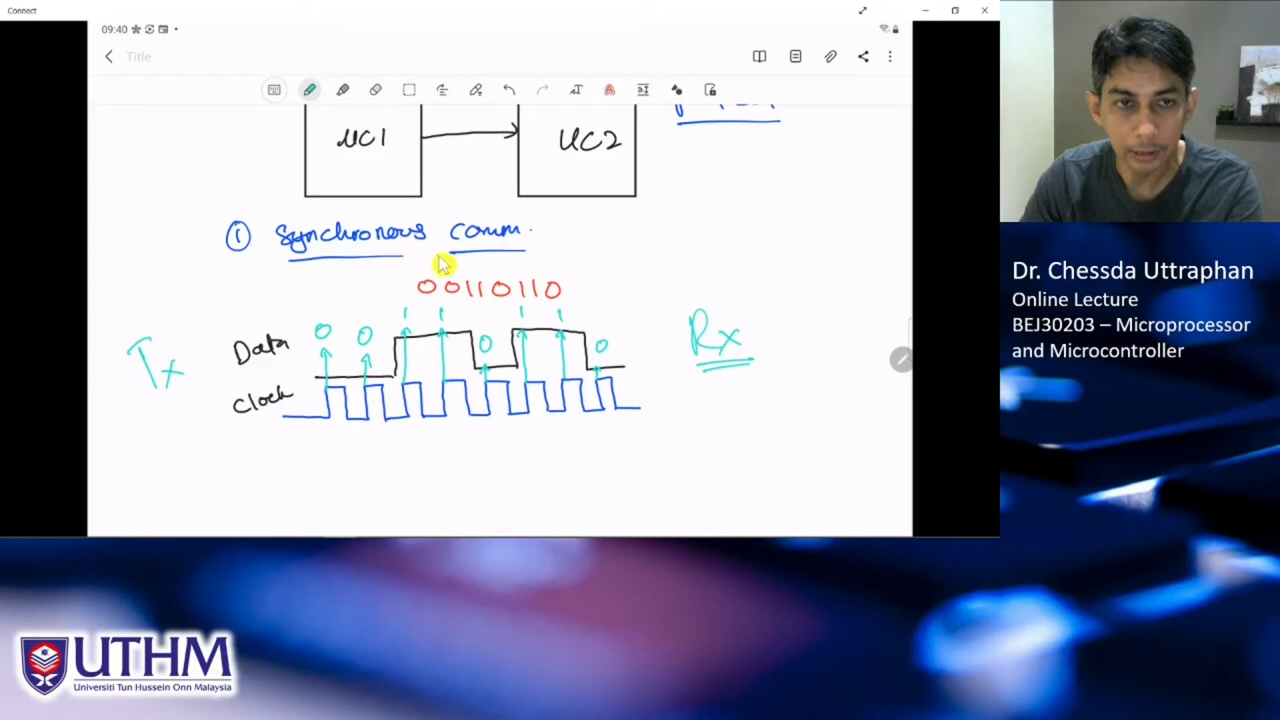 Connect
09:40
Title
UC1
UC2
① Synchronous comm.
00110110
0 0 1 1 0 1 1 0
Data
Clock
Tx
Rx
Dr. Chessda Uttraphan
Online Lecture
BEJ30203 – Microprocessor
and Microcontroller
UTHM
Universiti Tun Hussein Onn Malaysia